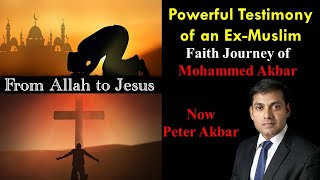 Powerful Testimony
of an Ex-Muslim
Faith Journey of
Mohammed Akbar
From Allah to Jesus
Now
Peter Akbar